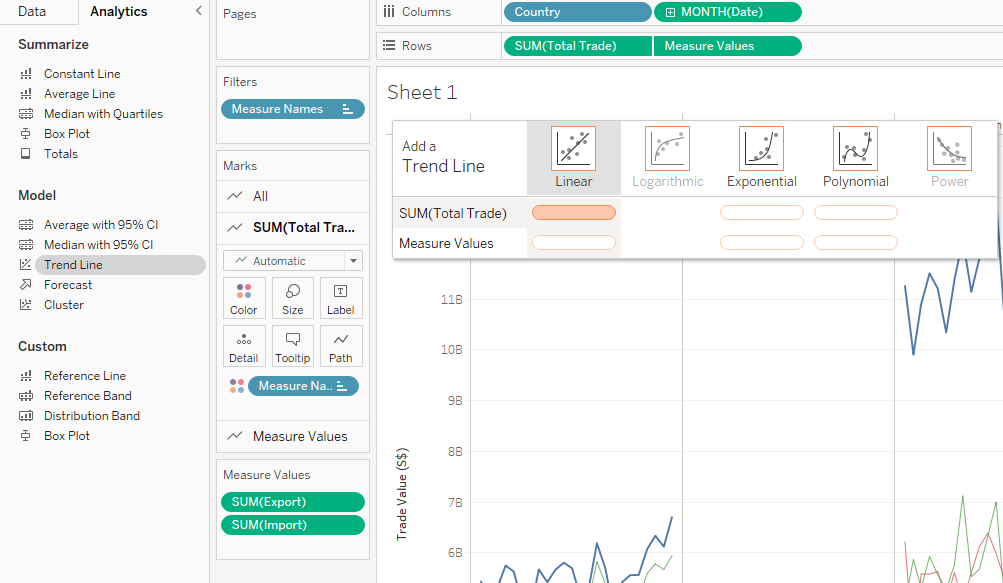 Data
Analytics
Summarize
Constant Line
Average Line
Median with Quartiles
Box Plot
Totals
Model
Average with 95% CI
Median with 95% CI
Trend Line
Forecast
Cluster
Custom
Reference Line
Reference Band
Distribution Band
Box Plot
Pages
Filters
Measure Names
Marks
All
SUM(Total Tra...
Automatic
Color
Size
Label
Detail
Tooltip
Path
Measure Na..
Measure Values
Measure Values
SUM(Export)
SUM(Import)
Columns
Country
MONTH(Date)
Rows
SUM(Total Trade)
Measure Values
Sheet 1
Add a
Trend Line
Linear
Logarithmic
Exponential
Polynomial
Power
SUM(Total Trade)
Measure Values
11B
10B
9B
8B
7B
6B
Trade Value (S$)